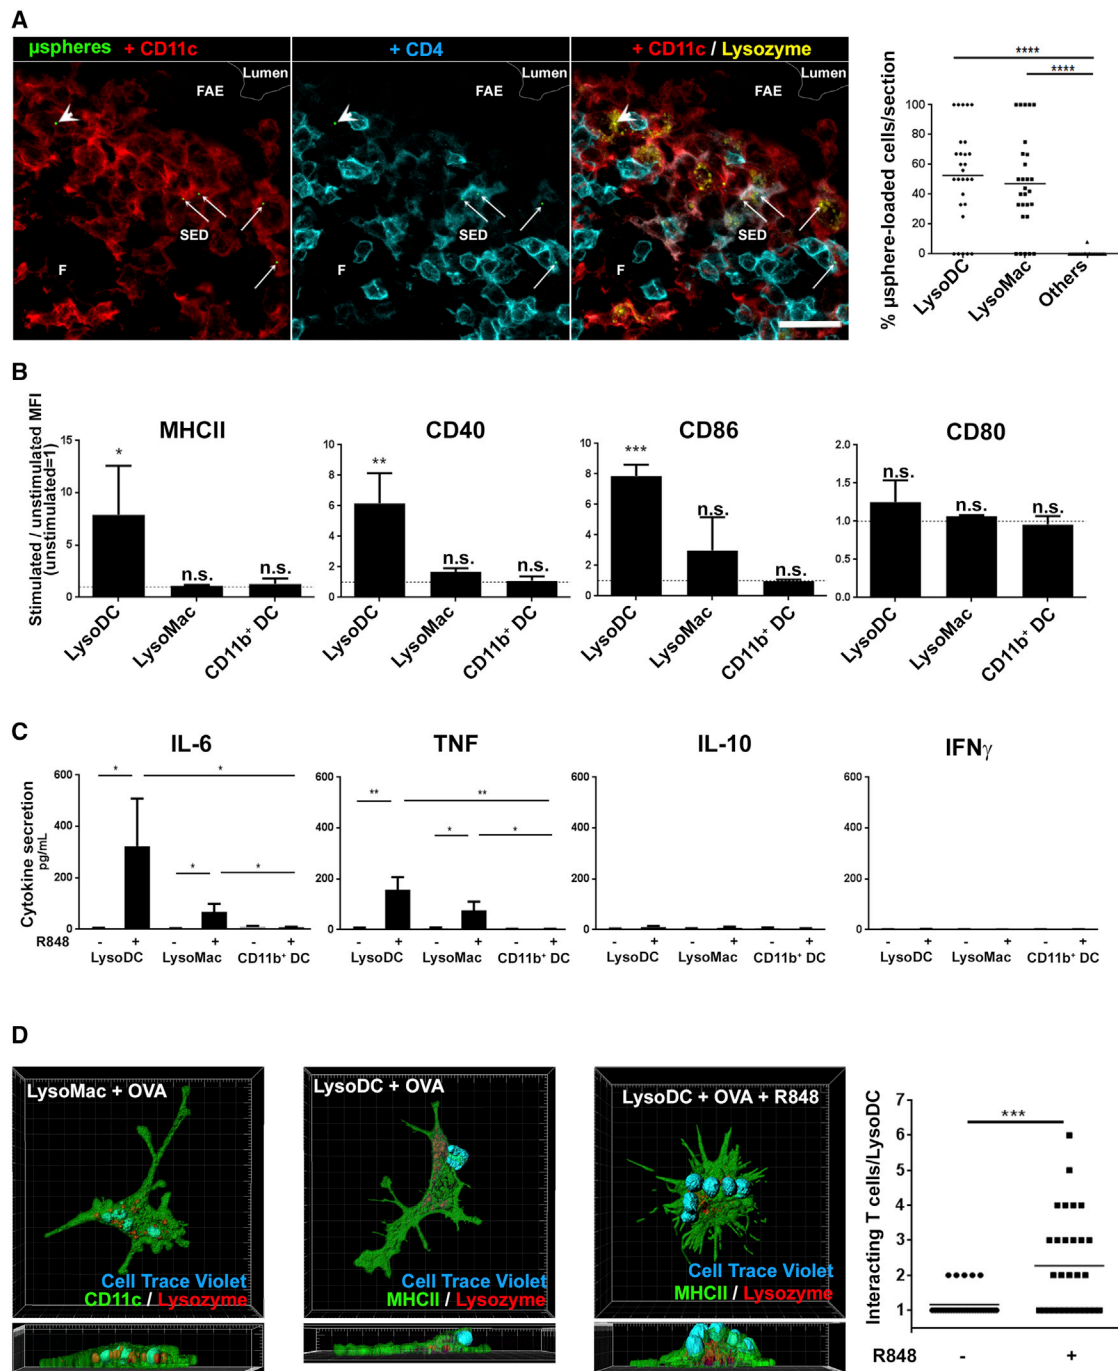 A
µspheres + CD11c
+ CD4
+ CD11c / Lysozyme
Lumen
FAE
SED
F
Lumen
FAE
SED
F
Lumen
FAE
SED
F
****
****
% µsphere-loaded cells/section
100
80
60
40
20
0
LysoDC
LysoMac
Others
B
Stimulated / unstimulated MFI
(unstimulated=1)
MHCII
15
10
5
0
*
n.s.
n.s.
LysoDC
LysoMac
CD11b+ DC
CD40
10
8
6
4
2
0
**
n.s.
n.s.
LysoDC
LysoMac
CD11b+ DC
CD86
10
8
6
4
2
0
***
n.s.
n.s.
LysoDC
LysoMac
CD11b+ DC
CD80
2.0
1.5
1.0
0.5
0.0
n.s.
n.s.
n.s.
LysoDC
LysoMac
CD11b+ DC
C
Cytokine secretion
pg/mL
IL-6
600
400
200
0
*
*
*
*
R848
- + - + - +
LysoDC LysoMac CD11b+ DC
TNF
600
400
200
0
**
**
*
*
- + - + - +
LysoDC LysoMac CD11b+ DC
IL-10
600
400
200
0
- + - + - +
LysoDC LysoMac CD11b+ DC
IFNγ
600
400
200
0
- + - + - +
LysoDC LysoMac CD11b+ DC
D
LysoMac + OVA
Cell Trace Violet
CD11c / Lysozyme
LysoDC + OVA
Cell Trace Violet
MHCII / Lysozyme
LysoDC + OVA + R848
Cell Trace Violet
MHCII / Lysozyme
Interacting T cells/LysoDC
7
6
5
4
3
2
1
***
R848 - +